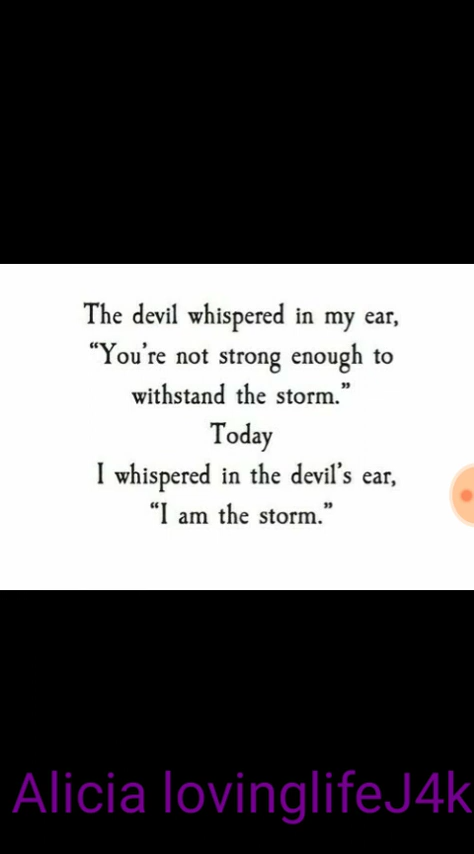 The devil whispered in my ear,
“You’re not strong enough to
withstand the storm.”
Today
I whispered in the devil’s ear,
“I am the storm.”
Alicia lovinglifeJ4k